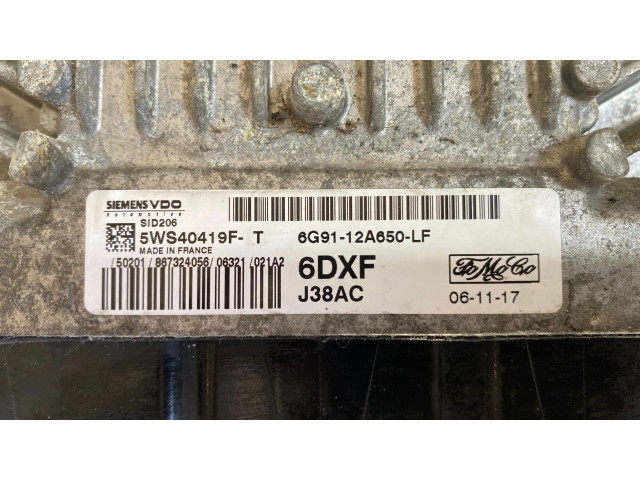 SIEMENS VDO
Automotive
SID206
5WS40419F- T 6G91-12A650-LF
MADE IN FRANCE
/ 50201 / 867324056 / 06321 / 021A2
6DXF
J38AC
FoMoCo
06-11-17